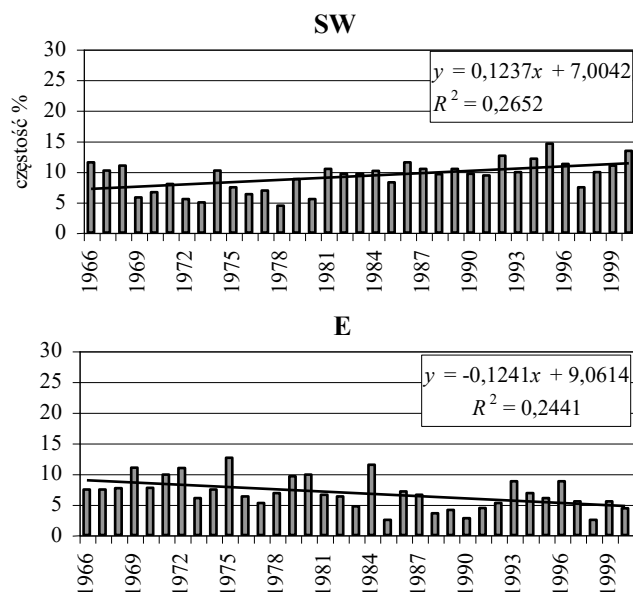 SW
30
25
20
15
10
5
0
częstość %
y = 0,1237x + 7,0042
R² = 0,2652
1966 1969 1972 1975 1978 1981 1984 1987 1990 1993 1996 1999
E
30
25
20
15
10
5
0
y = -0,1241x + 9,0614
R² = 0,2441
1966 1969 1972 1975 1978 1981 1984 1987 1990 1993 1996 1999